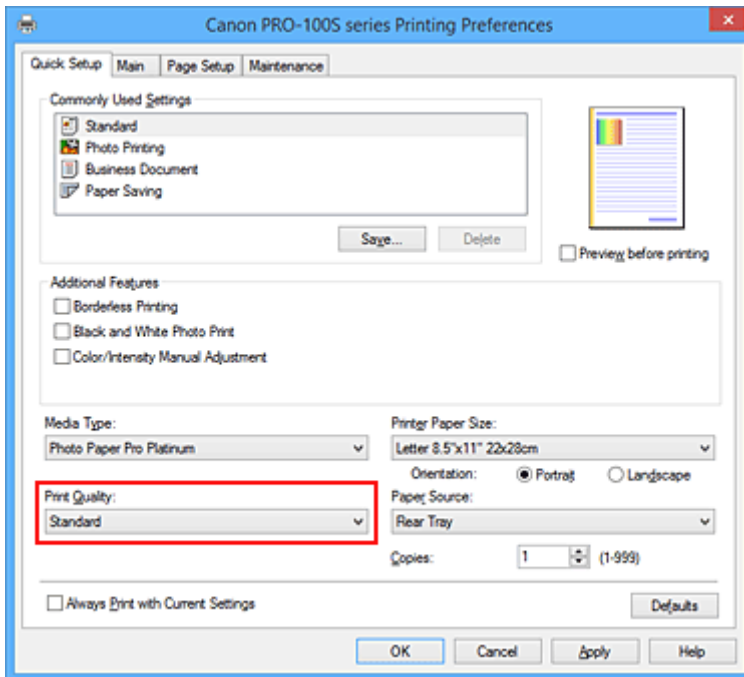 Canon PRO-100S series Printing Preferences
Quick Setup Main Page Setup Maintenance
Commonly Used Settings
Standard
Photo Printing
Business Document
Paper Saving
Save... Delete
Preview before printing
Additional Features
Borderless Printing
Black and White Photo Print
Color/Intensity Manual Adjustment
Media Type: Printer Paper Size:
Photo Paper Pro Platinum Letter 8.5"x11" 22x28cm
Orientation: Portrait Landscape
Print Quality: Paper Source:
Standard Rear Tray
Copies: 1 (1-999)
Always Print with Current Settings Defaults
OK Cancel Apply Help